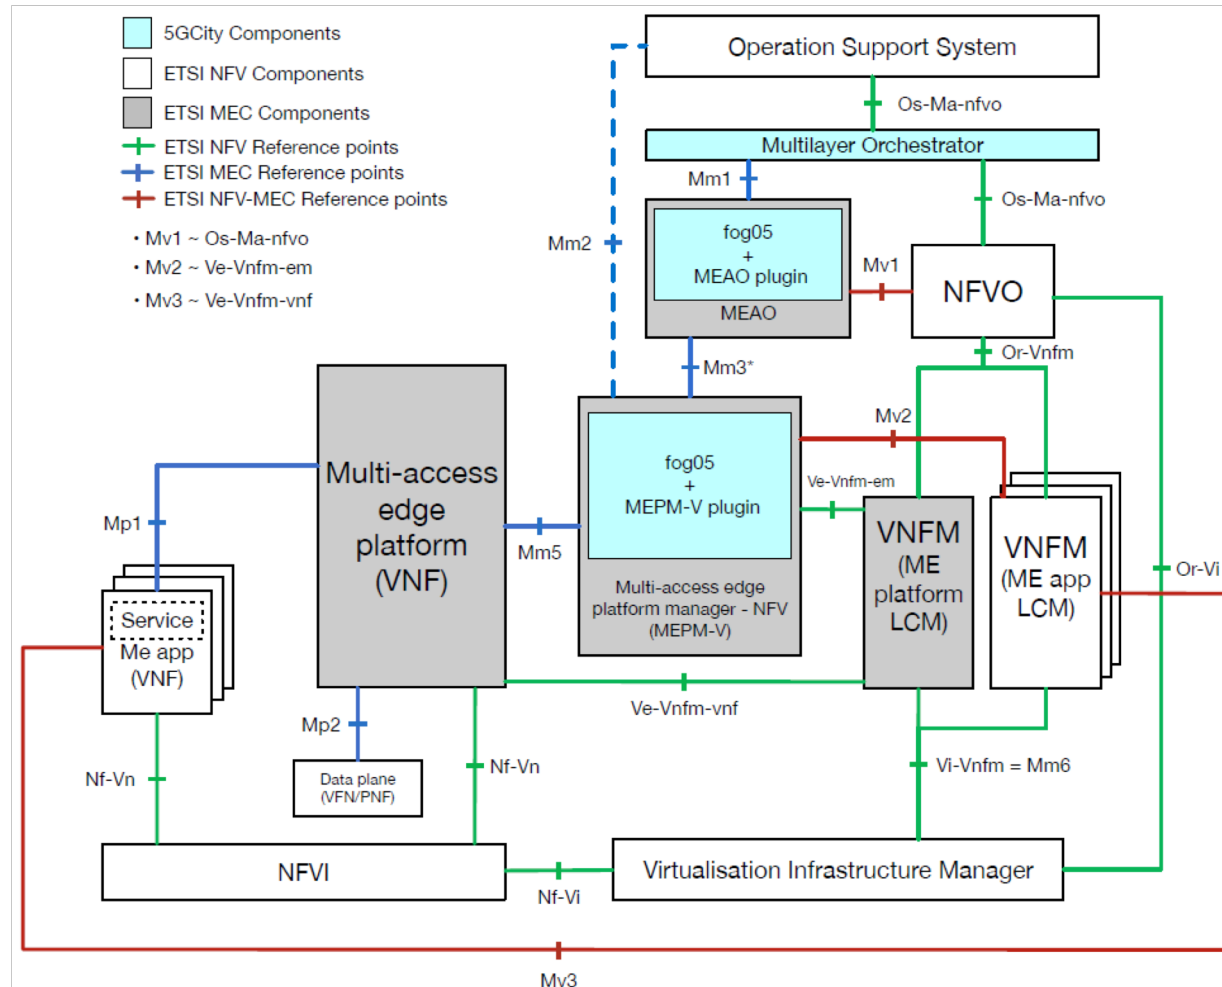 5GCity Components
ETSI NFV Components
ETSI MEC Components
ETSI NFV Reference points
ETSI MEC Reference points
ETSI NFV-MEC Reference points
• Mv1 ~ Os-Ma-nfvo
• Mv2 ~ Ve-Vnfm-em
• Mv3 ~ Ve-Vnfm-vnf
Operation Support System
Os-Ma-nfvo
Multilayer Orchestrator
Mm1
Os-Ma-nfvo
Mm2
fog05
+
MEAO plugin
MEAO
Mv1
NFVO
Or-Vnfm
Mm3*
Mv2
Multi-access
edge
platform
(VNF)
fog05
+
MEPM-V plugin
Multi-access edge
platform manager - NFV
(MEPM-V)
Ve-Vnfm-em
VNFM
(ME
platform
LCM)
VNFM
(ME app
LCM)
Mp1
Mm5
Or-Vi
Service
Me app
(VNF)
Ve-Vnfm-vnf
Mp2
Nf-Vn
Nf-Vn
Vi-Vnfm = Mm6
Data plane
(VFN/PNF)
NFVI
Nf-Vi
Virtualisation Infrastructure Manager
Mv3